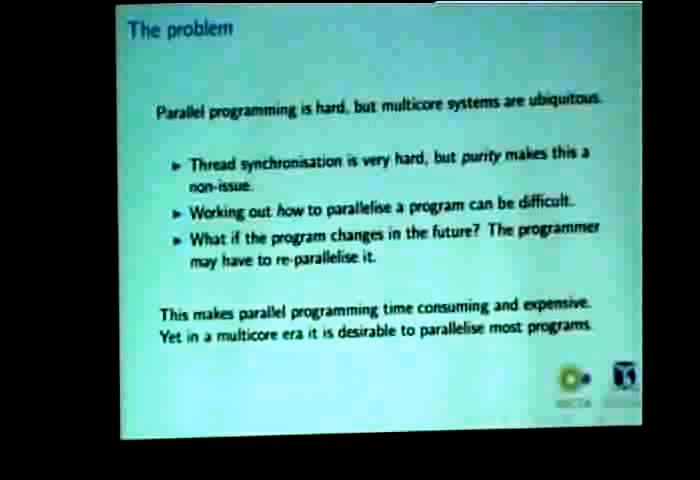 The problem
Parallel programming is hard, but multicore systems are ubiquitous.
► Thread synchronisation is very hard, but purity makes this a
non-issue.
► Working out how to parallelise a program can be difficult.
► What if the program changes in the future? The programmer
may have to re-parallelise it.
This makes parallel programming time consuming and expensive.
Yet in a multicore era it is desirable to parallelise most programs.